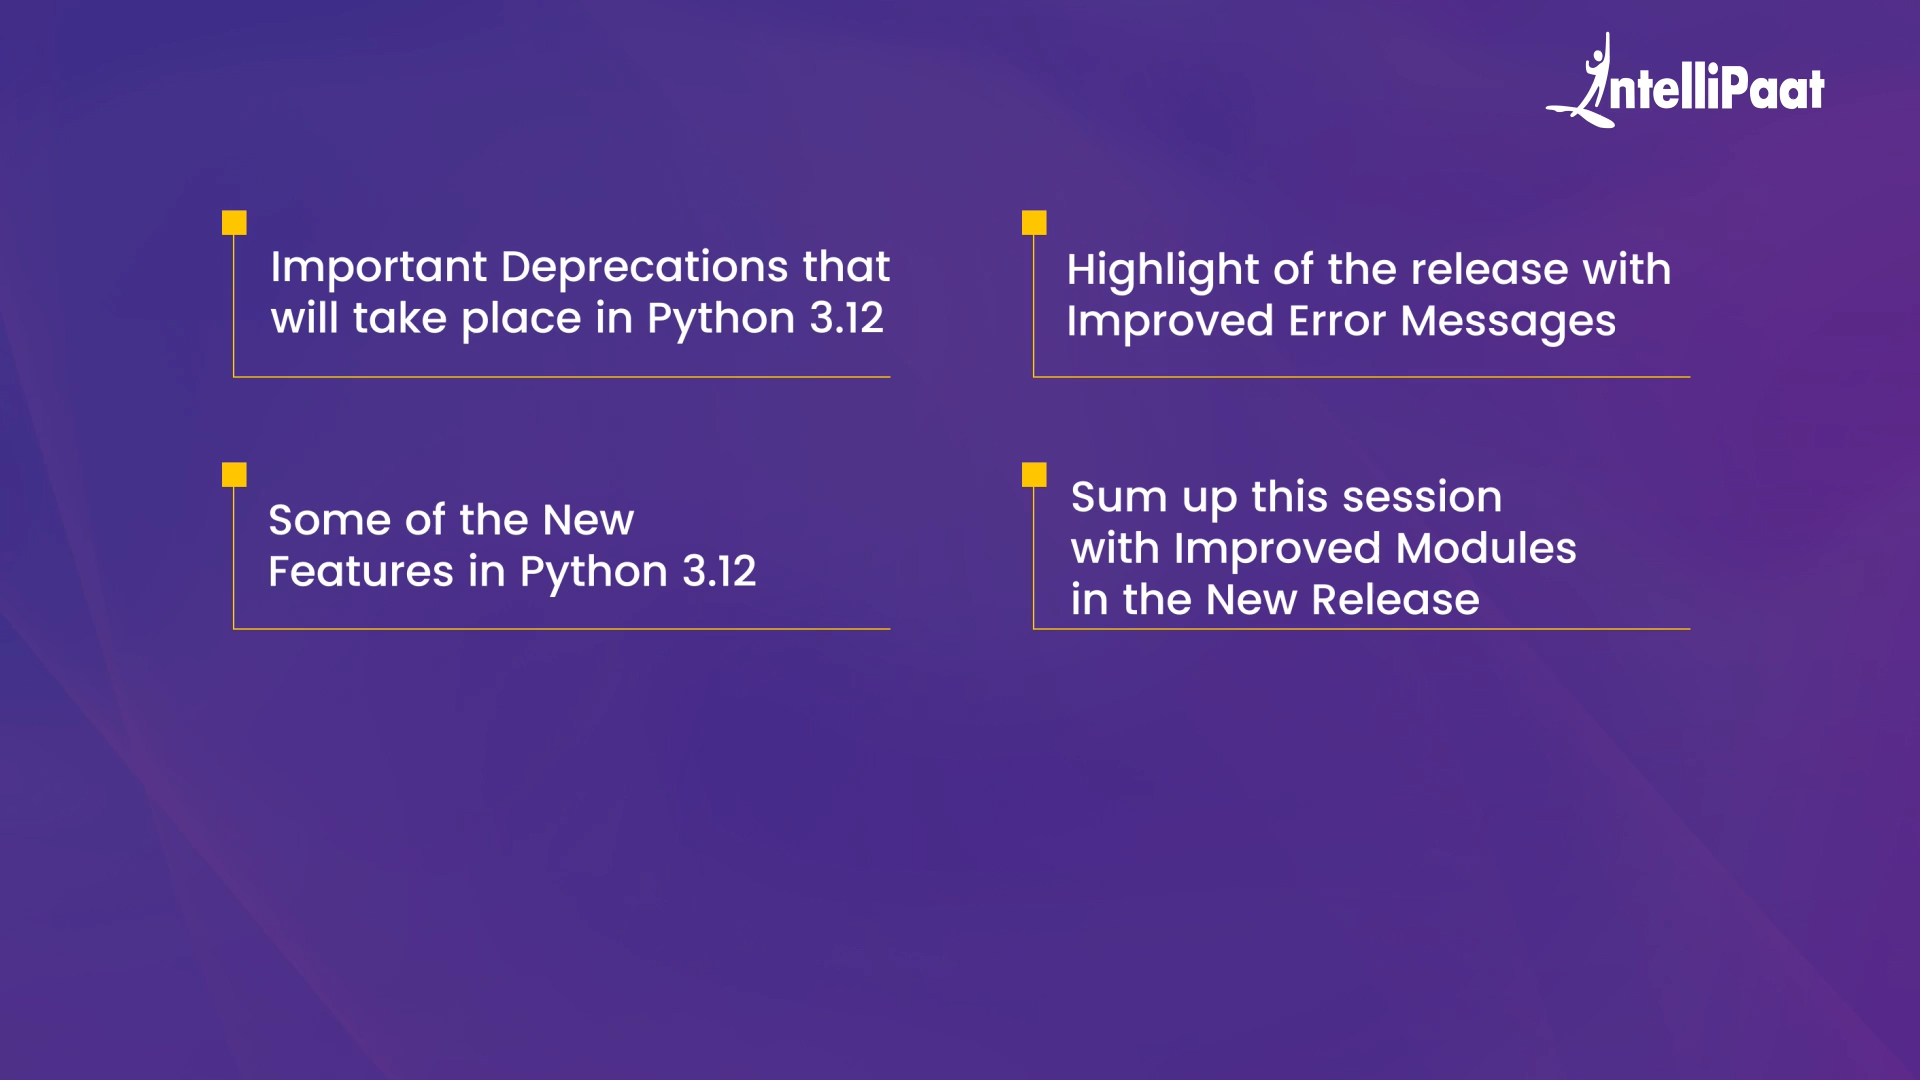 IntelliPaat
Important Deprecations that
will take place in Python 3.12
Highlight of the release with
Improved Error Messages
Some of the New
Features in Python 3.12
Sum up this session
with Improved Modules
in the New Release